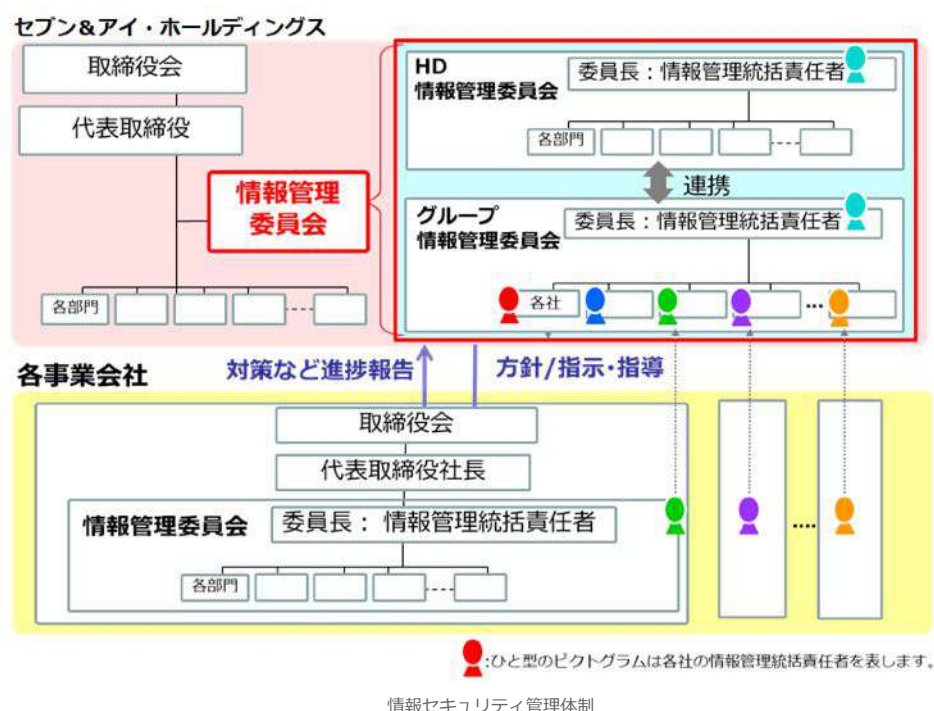 セブン&アイ・ホールディングス
取締役会
代表取締役
情報管理
委員会
各部門
HD
情報管理委員会
委員長：情報管理統括責任者
各部門
連携
グループ
情報管理委員会
委員長：情報管理統括責任者
各社
...
対策など進捗報告
方針/指示・指導
各事業会社
取締役会
代表取締役社長
情報管理委員会
委員長： 情報管理統括責任者
各部門
....
:ひと型のピクトグラムは各社の情報管理統括責任者を表します。
情報セキュリティ管理体制